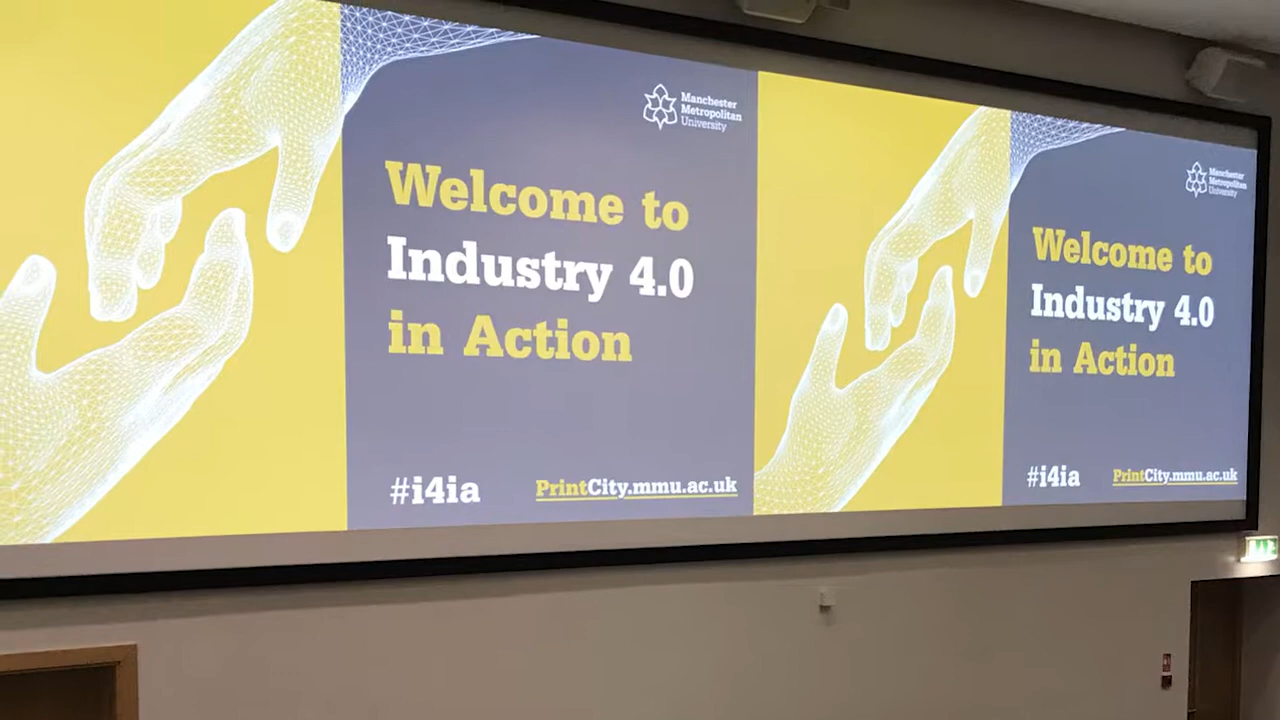 Manchester
Metropolitan
University
Welcome to
Industry 4.0
in Action
#i4ia
PrintCity.mmu.ac.uk
Manchester
Metropolitan
University
Welcome to
Industry 4.0
in Action
#i4ia
PrintCity.mmu.ac.uk